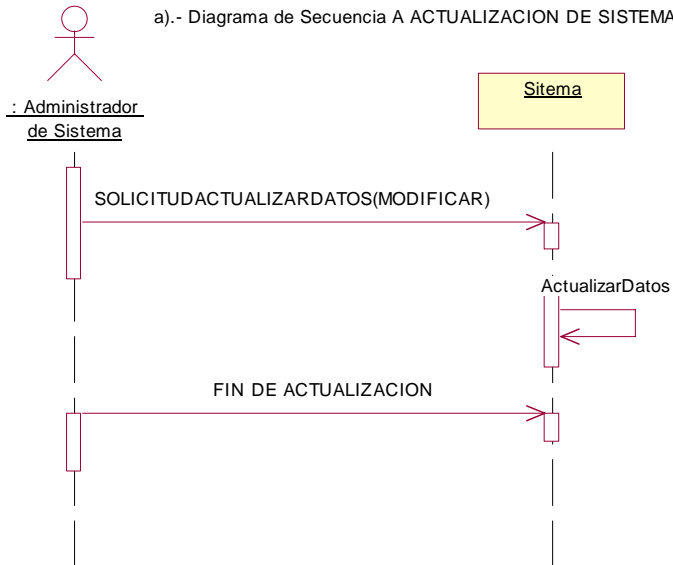 a).- Diagrama de Secuencia A ACTUALIZACION DE SISTEMA
: Administrador
de Sistema
Sitema
SOLICITUDACTUALIZARDATOS(MODIFICAR)
ActualizarDatos
FIN DE ACTUALIZACION